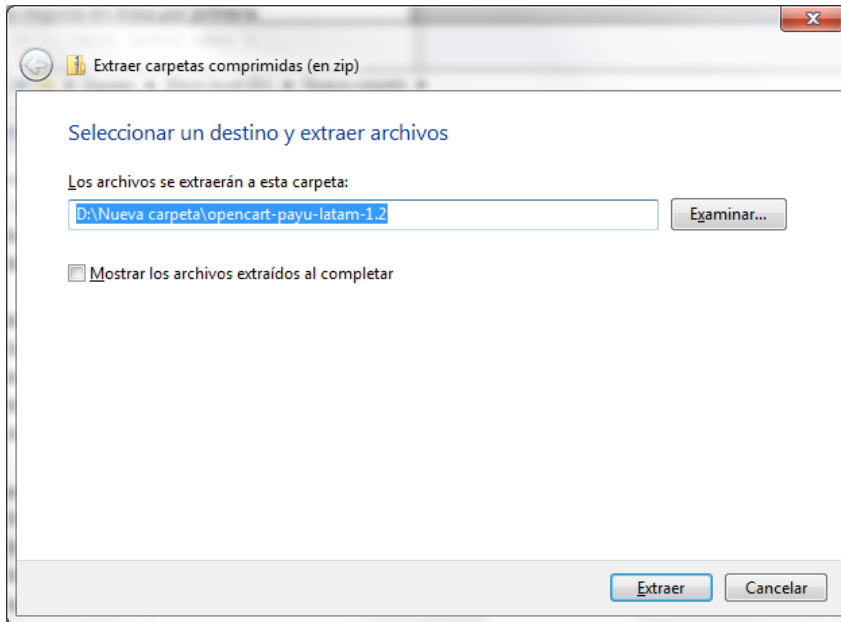 Extraer carpetas comprimidas (en zip)
Seleccionar un destino y extraer archivos
Los archivos se extraerán a esta carpeta:
D:\Nueva carpeta\opencart-payu-latam-1.2
Examinar...
Mostrar los archivos extraídos al completar
Extraer
Cancelar